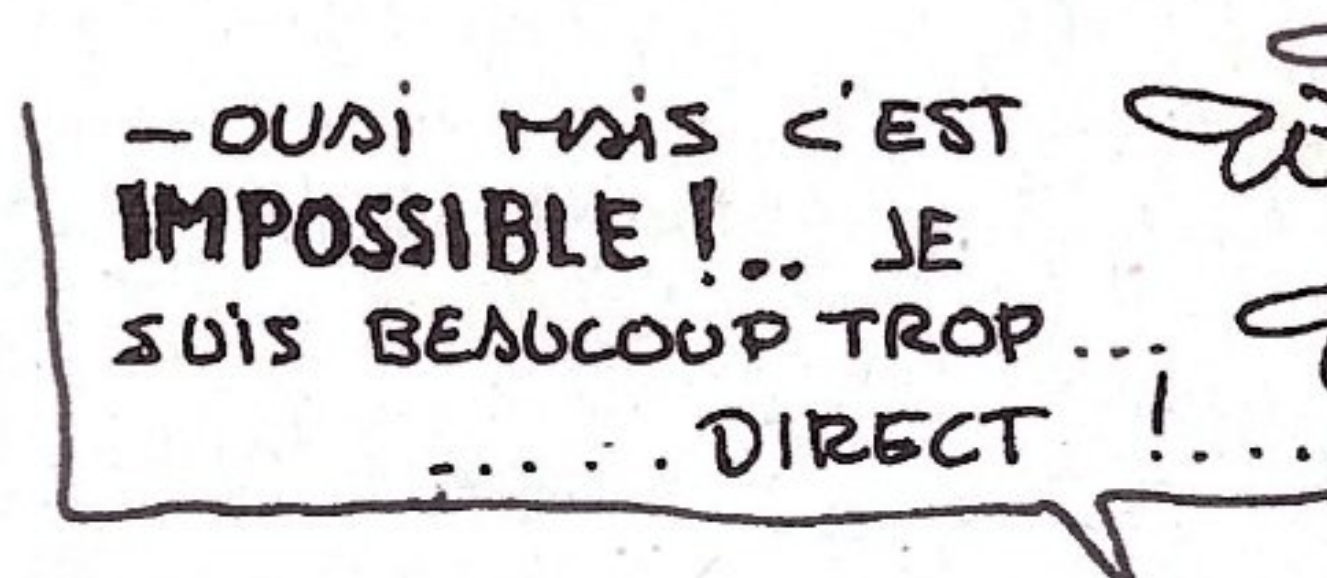 – OUAI MAIS C'EST
IMPOSSIBLE !.. JE
SUIS BEAUCOUP TROP ...
...... DIRECT !....